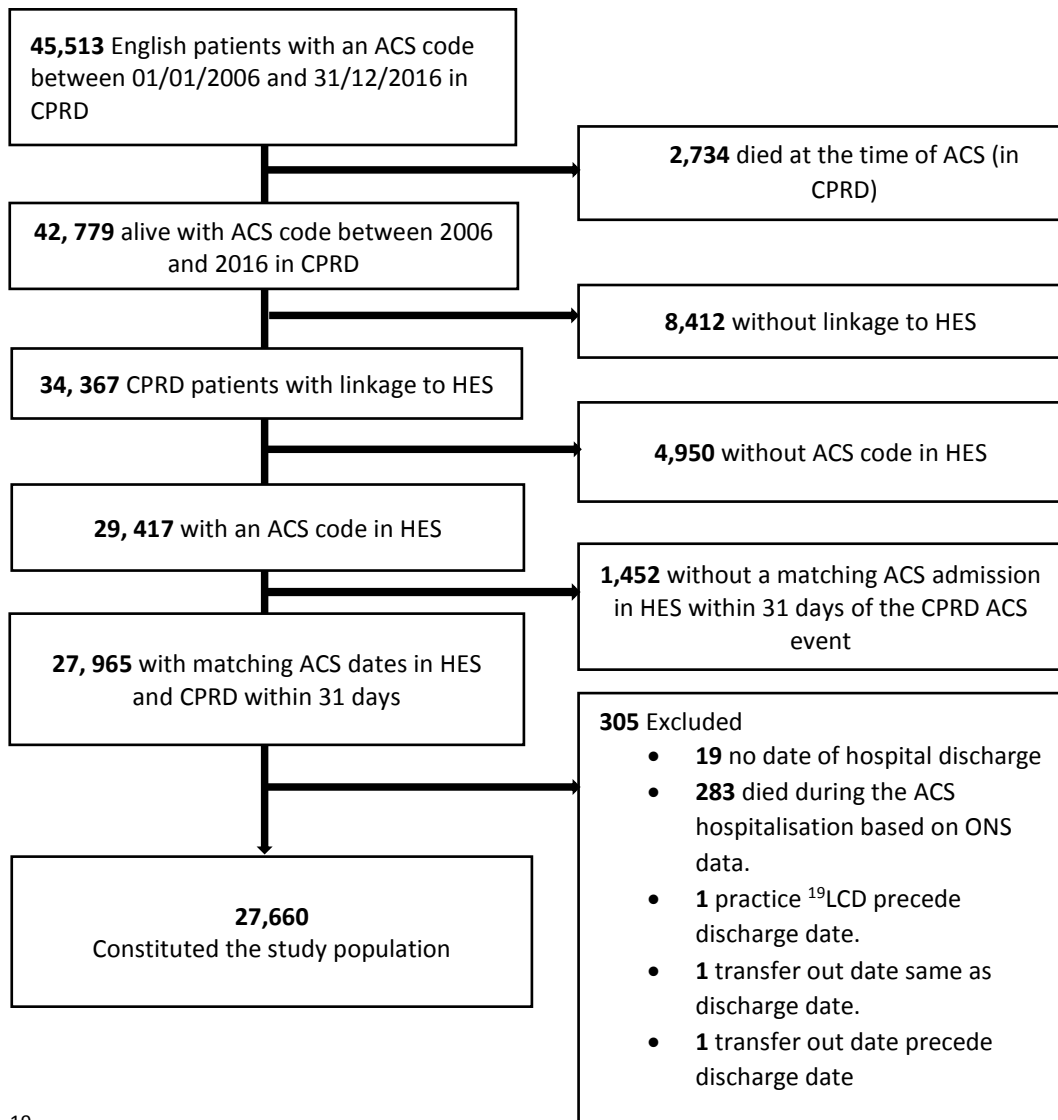 45,513 English patients with an ACS code
between 01/01/2006 and 31/12/2016 in
CPRD
2,734 died at the time of ACS (in
CPRD)
42, 779 alive with ACS code between 2006
and 2016 in CPRD
8,412 without linkage to HES
34, 367 CPRD patients with linkage to HES
4,950 without ACS code in HES
29, 417 with an ACS code in HES
1,452 without a matching ACS admission
in HES within 31 days of the CPRD ACS
event
27, 965 with matching ACS dates in HES
and CPRD within 31 days
305 Excluded
• 19 no date of hospital discharge
• 283 died during the ACS
hospitalisation based on ONS
data.
• 1 practice 19LCD precede
discharge date.
• 1 transfer out date same as
discharge date.
• 1 transfer out date precede
discharge date
27,660
Constituted the study population